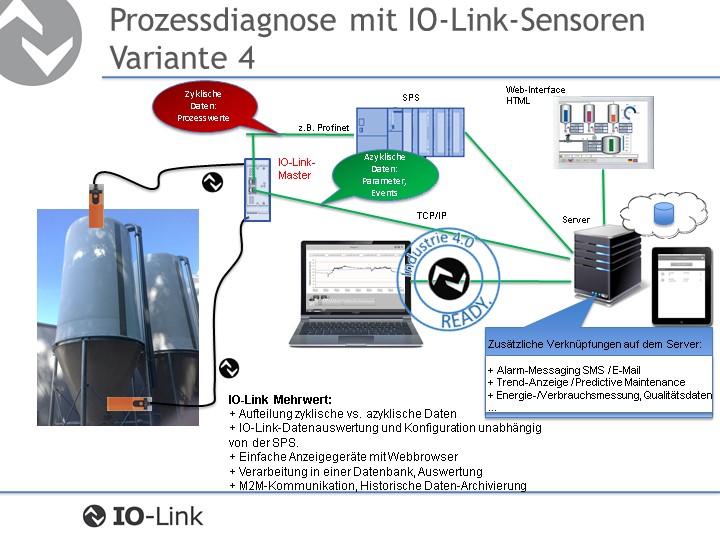 Prozessdiagnose mit IO-Link-Sensoren
Variante 4
Zyklische
Daten:
Prozesswerte
z.B. Profinet
SPS
Web-Interface
HTML
IO-Link-
Master
Azyklische
Daten:
Parameter,
Events
TCP/IP
Server
Industrie 4.0
READY.
Zusätzliche Verknüpfungen auf dem Server:
+ Alarm-Messaging SMS / E-Mail
+ Trend-Anzeige / Predictive Maintenance
+ Energie-/Verbrauchsmessung, Qualitätsdaten
...
IO-Link Mehrwert:
+ Aufteilung zyklische vs. azyklische Daten
+ IO-Link-Datenauswertung und Konfiguration unabhängig
von der SPS.
+ Einfache Anzeigegeräte mit Webbrowser
+ Verarbeitung in einer Datenbank, Auswertung
+ M2M-Kommunikation, Historische Daten-Archivierung
IO-Link